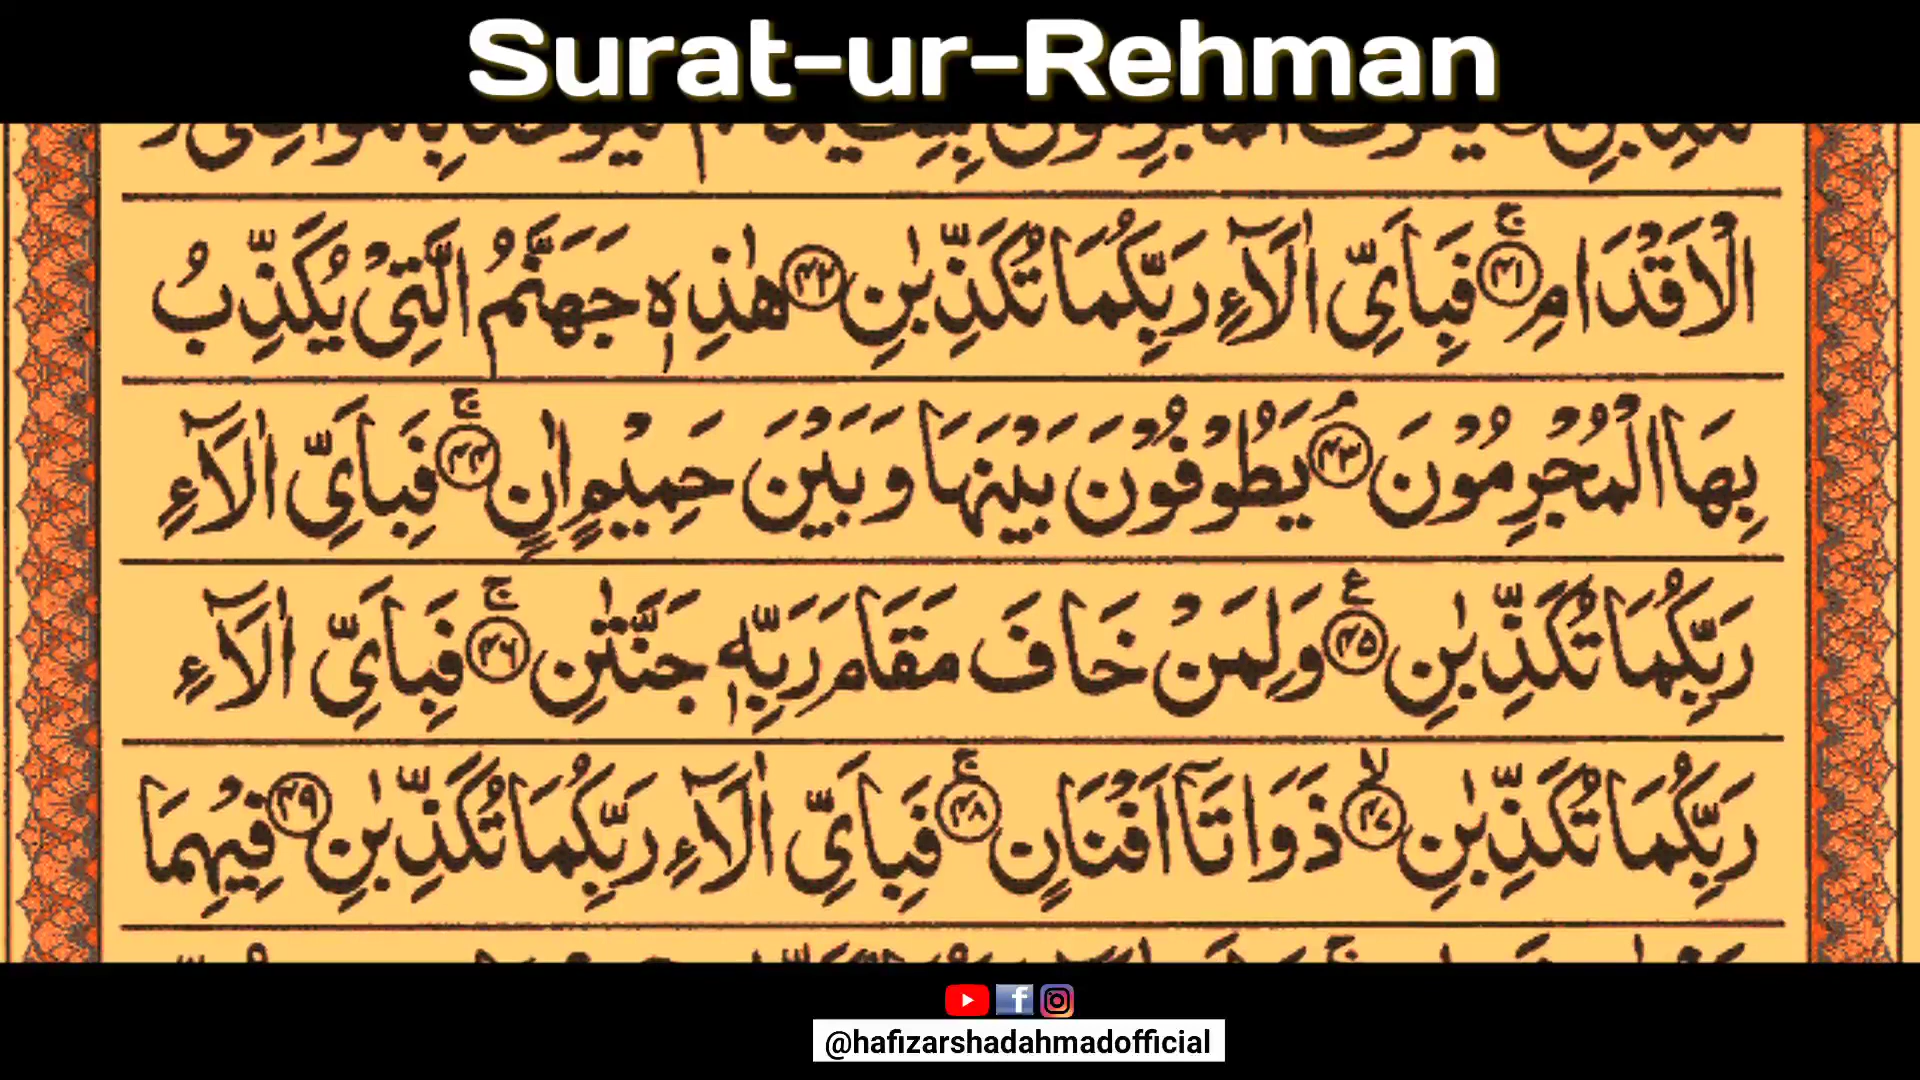 Surat-ur-Rehman
الۡاَقۡدَامِ ۚ‏﴿۴۱﴾ فَبِاَىِّ اٰلَآءِ رَبِّكُمَا تُكَذِّبٰنِ ﴿۴۲﴾ هٰذِهٖ جَهَنَّمُ الَّتِىۡ يُكَذِّبُ
بِهَا الۡمُجۡرِمُوۡنَ ۘ‏﴿۴۳﴾ يَطُوۡفُوۡنَ بَيۡنَهَا وَ بَيۡنَ حَمِيۡمٍ اٰنٍ ۚ‏﴿۴۴﴾ فَبِاَىِّ اٰلَآءِ
رَبِّكُمَا تُكَذِّبٰنِ ﴿۴۵﴾ ع وَلِمَنۡ خَافَ مَقَامَ رَبِّهٖ جَنَّتٰنِ ۚ‏﴿۴۶﴾ فَبِاَىِّ اٰلَآءِ
رَبِّكُمَا تُكَذِّبٰنِ ۙ‏﴿۴۷﴾ ذَوَاتَاۤ اَفۡنَانٍ ۚ‏﴿۴۸﴾ فَبِاَىِّ اٰلَآءِ رَبِّكُمَا تُكَذِّبٰنِ ﴿۴۹﴾ فِيۡهِمَا
@hafizarshadahmadofficial